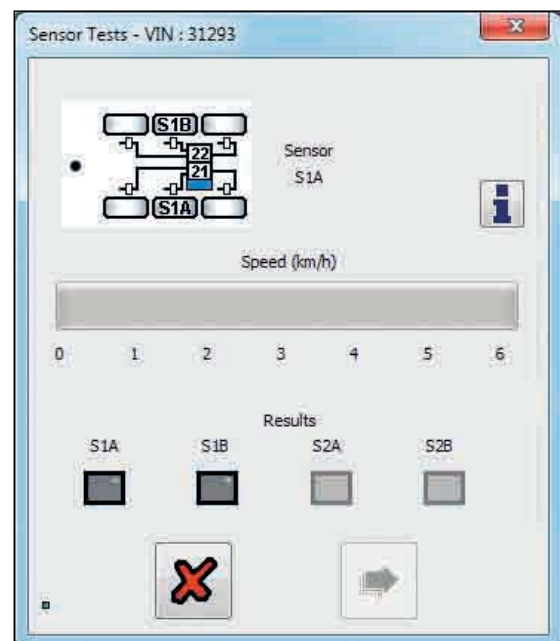 Sensor Tests - VIN : 31293
S1B
22
21
S1A
Sensor
S1A
i
Speed (km/h)
0 1 2 3 4 5 6
Results
S1A S1B S2A S2B